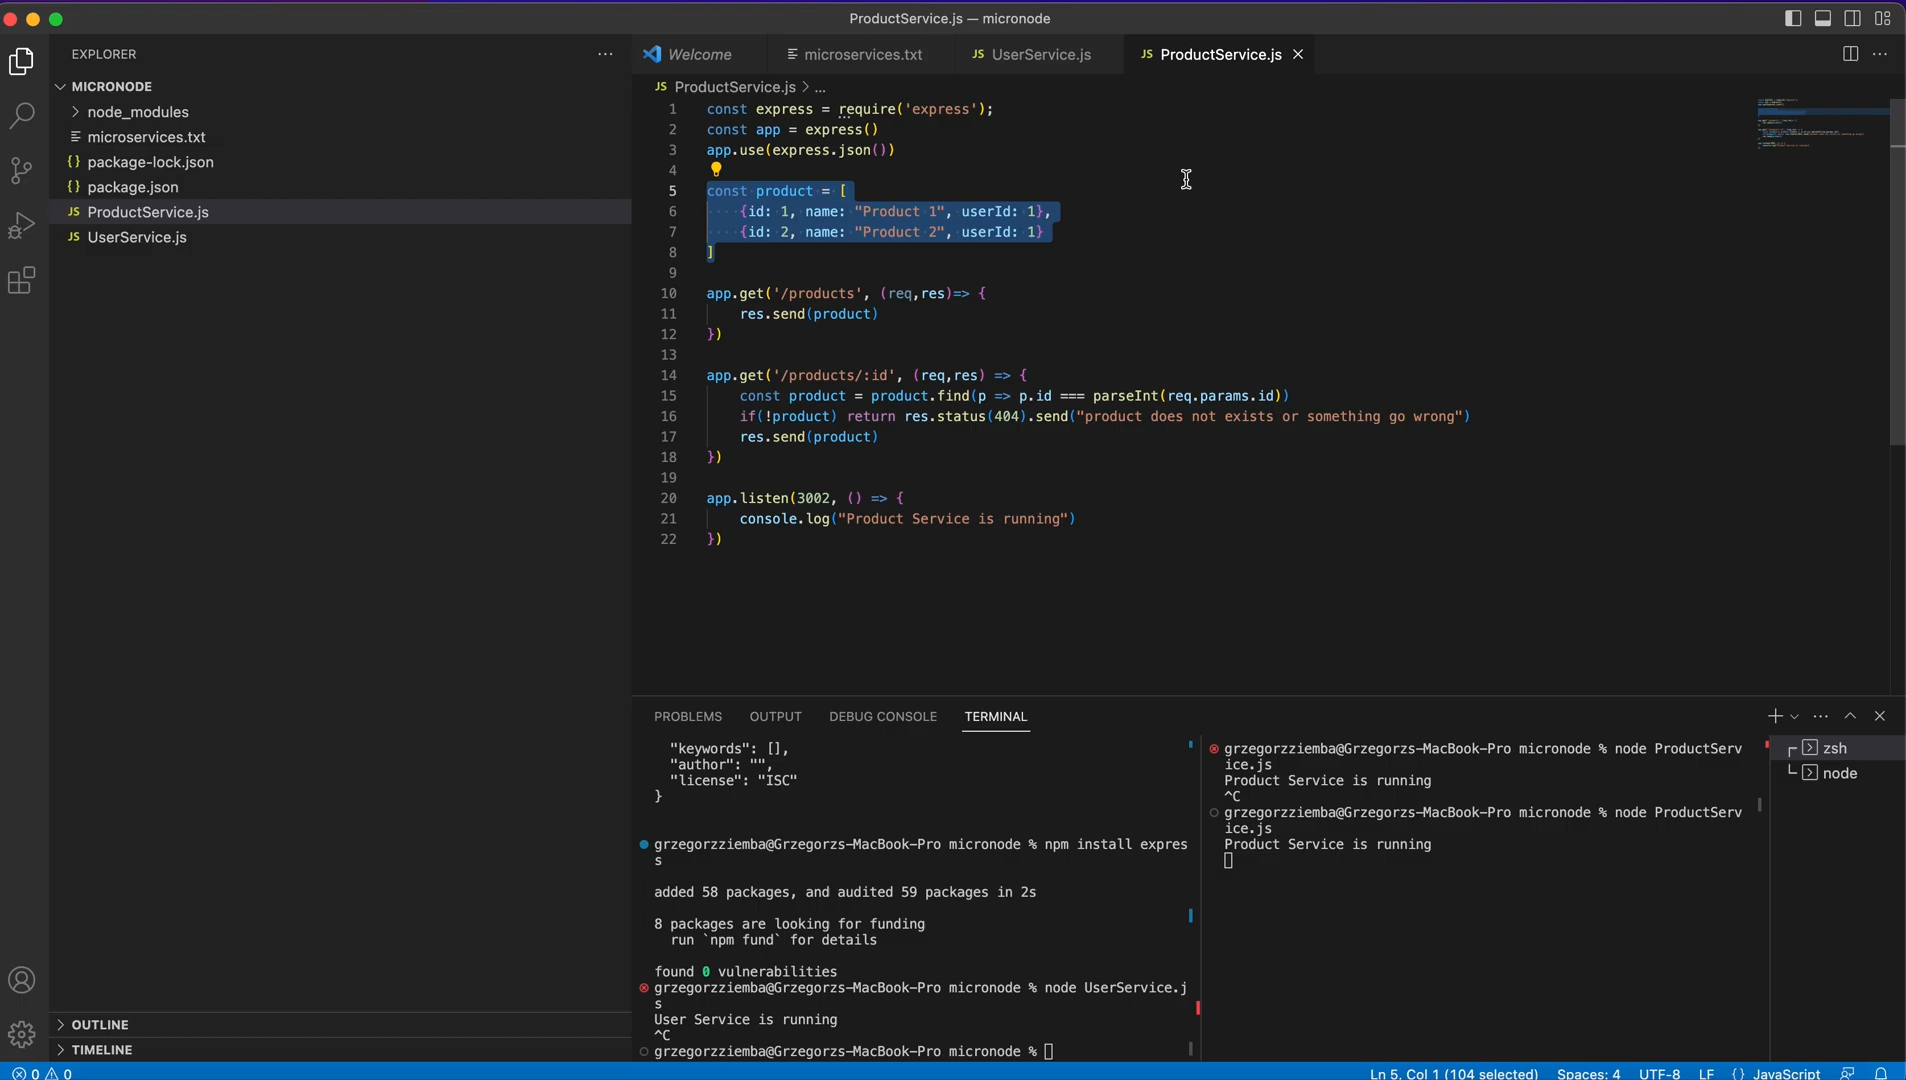 ProductService.js — micronode
EXPLORER
MICRONODE
node_modules
microservices.txt
package-lock.json
package.json
ProductService.js
UserService.js
OUTLINE
TIMELINE
Welcome
microservices.txt
UserService.js
ProductService.js
JS ProductService.js > ...
1 const express = require('express');
2 const app = express()
3 app.use(express.json())
4
5 const product = [
6 ····{id: 1, name: "Product 1", userId: 1},
7 ····{id: 2, name: "Product 2", userId: 1}
8 ]
9
10 app.get('/products', (req,res)=> {
11     res.send(product)
12 })
13
14 app.get('/products/:id', (req,res) => {
15     const product = product.find(p => p.id === parseInt(req.params.id))
16     if(!product) return res.status(404).send("product does not exists or something go wrong")
17     res.send(product)
18 })
19
20 app.listen(3002, () => {
21     console.log("Product Service is running")
22 })
PROBLEMS OUTPUT DEBUG CONSOLE TERMINAL
"keywords": [],
"author": "",
"license": "ISC"
}
grzegorzziemba@Grzegorzs-MacBook-Pro micronode % npm install expres
s
added 58 packages, and audited 59 packages in 2s
8 packages are looking for funding
run `npm fund` for details
found 0 vulnerabilities
grzegorzziemba@Grzegorzs-MacBook-Pro micronode % node UserService.j
s
User Service is running
^C
grzegorzziemba@Grzegorzs-MacBook-Pro micronode %
grzegorzziemba@Grzegorzs-MacBook-Pro micronode % node ProductServ
ice.js
Product Service is running
^C
grzegorzziemba@Grzegorzs-MacBook-Pro micronode % node ProductServ
ice.js
Product Service is running
zsh
node
0 0
Ln 5, Col 1 (104 selected) Spaces: 4 UTF-8 LF {} JavaScript